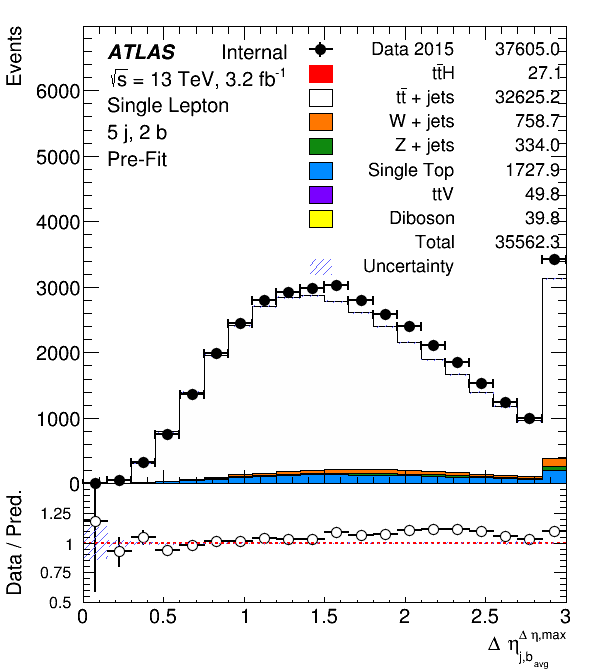 Events
ATLAS Internal
√s = 13 TeV, 3.2 fb⁻¹
Single Lepton
5 j, 2 b
Pre-Fit
Data 2015 37605.0
tt̄H 27.1
tt̄ + jets 32625.2
W + jets 758.7
Z + jets 334.0
Single Top 1727.9
ttV 49.8
Diboson 39.8
Total 35562.3
Uncertainty
6000
5000
4000
3000
2000
1000
0
Data / Pred.
1.25
1
0.75
0.5
0 0.5 1 1.5 2 2.5 3
Δ η j,b avg Δ η,max